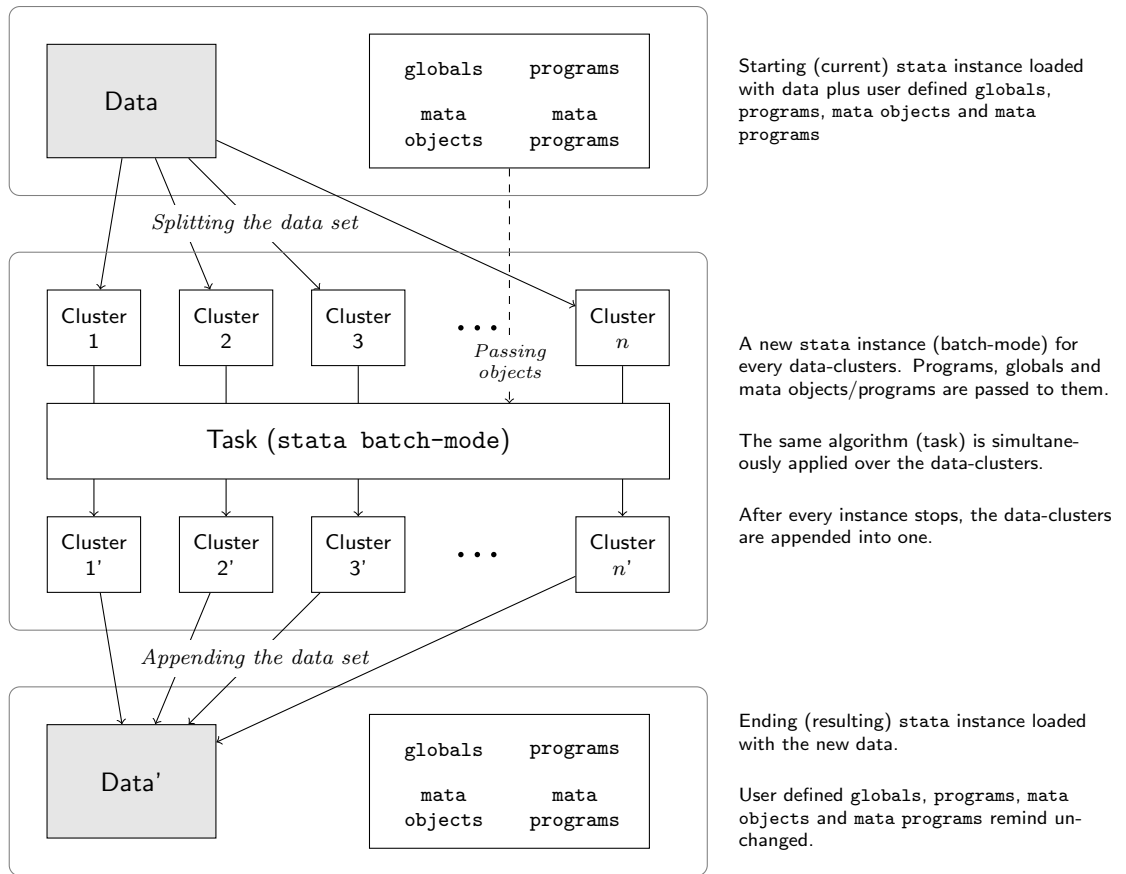 Data
globals programs
mata mata
objects programs
Starting (current) stata instance loaded
with data plus user defined globals,
programs, mata objects and mata
programs
Splitting the data set
Cluster
1
Cluster
2
Cluster
3
...
Cluster
n
Passing
objects
Task (stata batch-mode)
Cluster
1'
Cluster
2'
Cluster
3'
...
Cluster
n'
A new stata instance (batch-mode) for
every data-clusters. Programs, globals and
mata objects/programs are passed to them.
The same algorithm (task) is simultane-
ously applied over the data-clusters.
After every instance stops, the data-clusters
are appended into one.
Appending the data set
Data'
globals programs
mata mata
objects programs
Ending (resulting) stata instance loaded
with the new data.
User defined globals, programs, mata
objects and mata programs remind un-
changed.